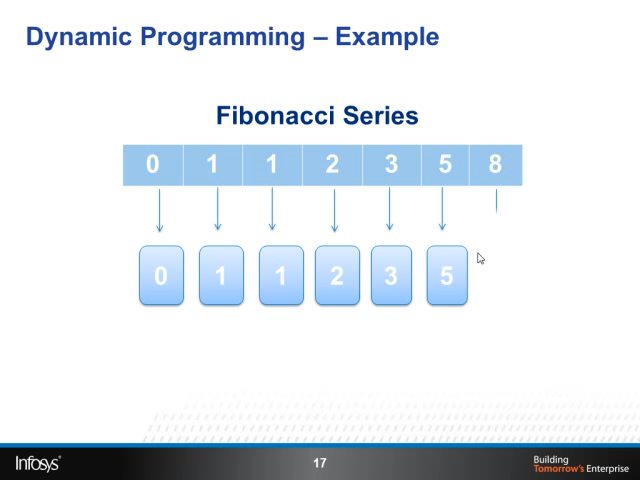 Dynamic Programming – Example
Fibonacci Series
0 1 1 2 3 5 8
0 1 1 2 3 5
Infosys®
17
Building
Tomorrow's Enterprise